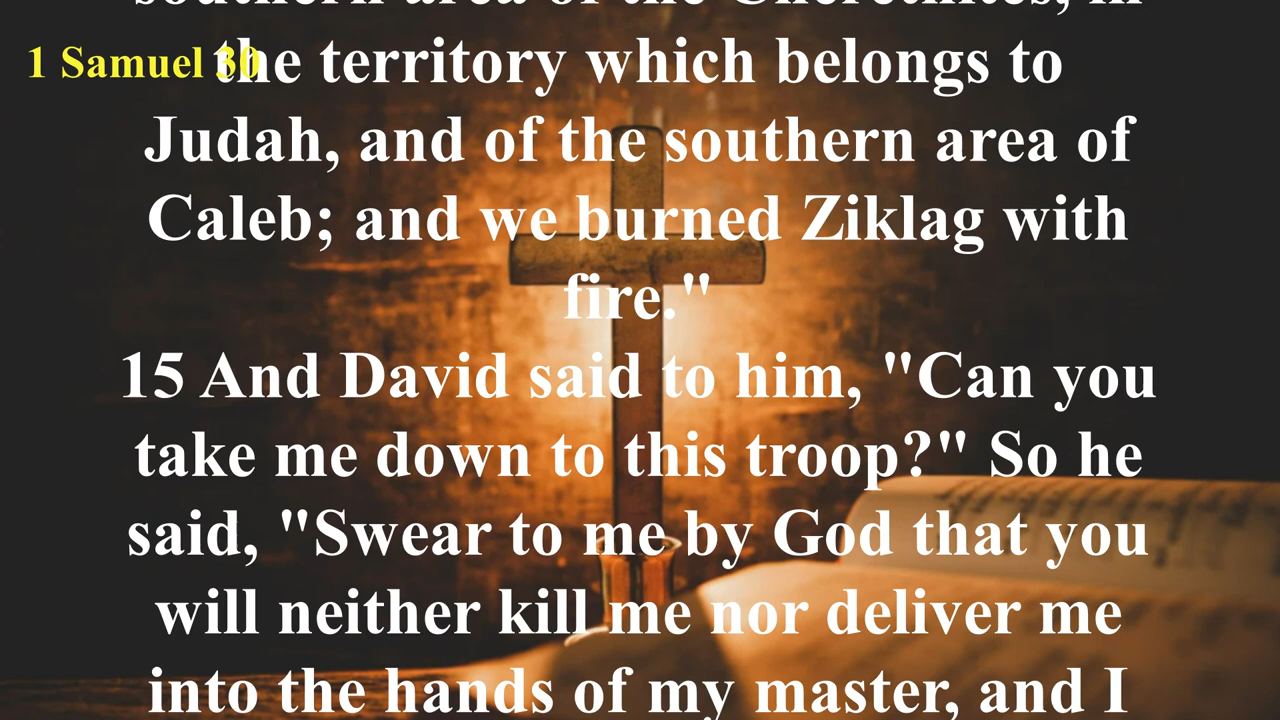 southern area of the Cherethites, in
1 Samuel 30
the territory which belongs to
Judah, and of the southern area of
Caleb; and we burned Ziklag with
fire."
15 And David said to him, "Can you
take me down to this troop?" So he
said, "Swear to me by God that you
will neither kill me nor deliver me
into the hands of my master, and I